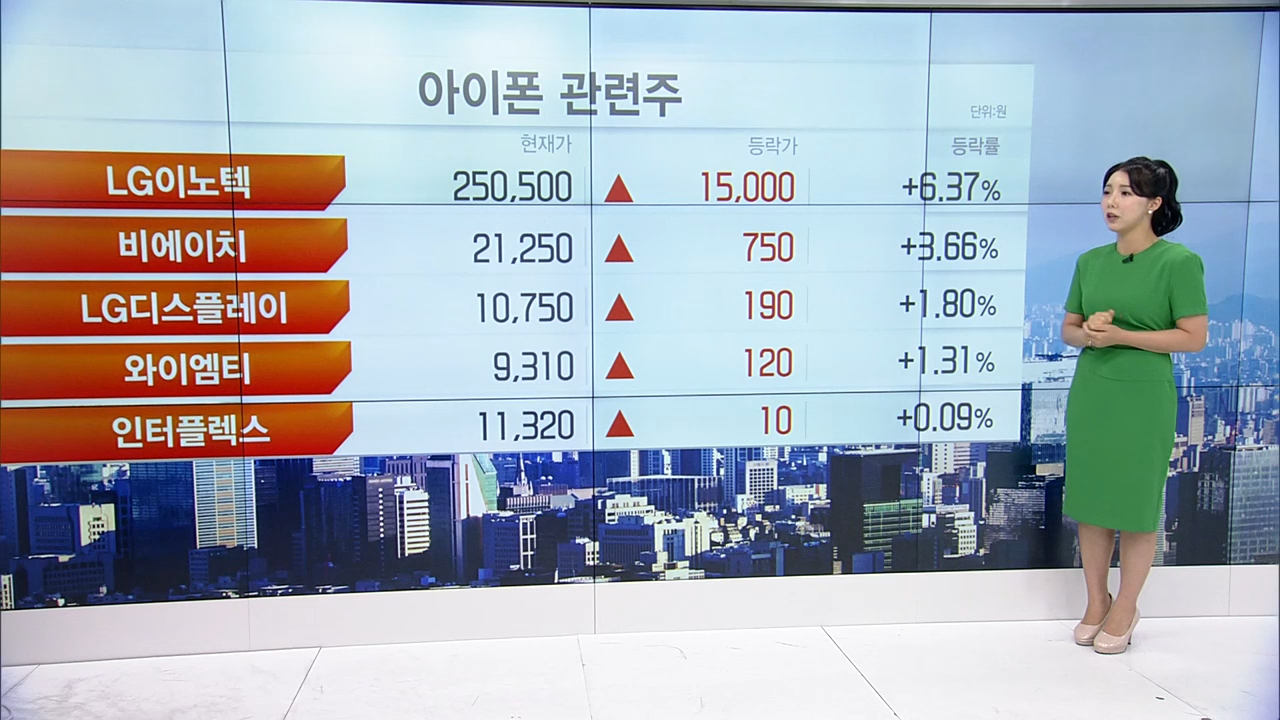 아이폰 관련주
단위:원
현재가 등락가 등락률
LG이노텍 250,500 ▲ 15,000 +6.37%
비에이치 21,250 ▲ 750 +3.66%
LG디스플레이 10,750 ▲ 190 +1.80%
와이엠티 9,310 ▲ 120 +1.31%
인터플렉스 11,320 ▲ 10 +0.09%